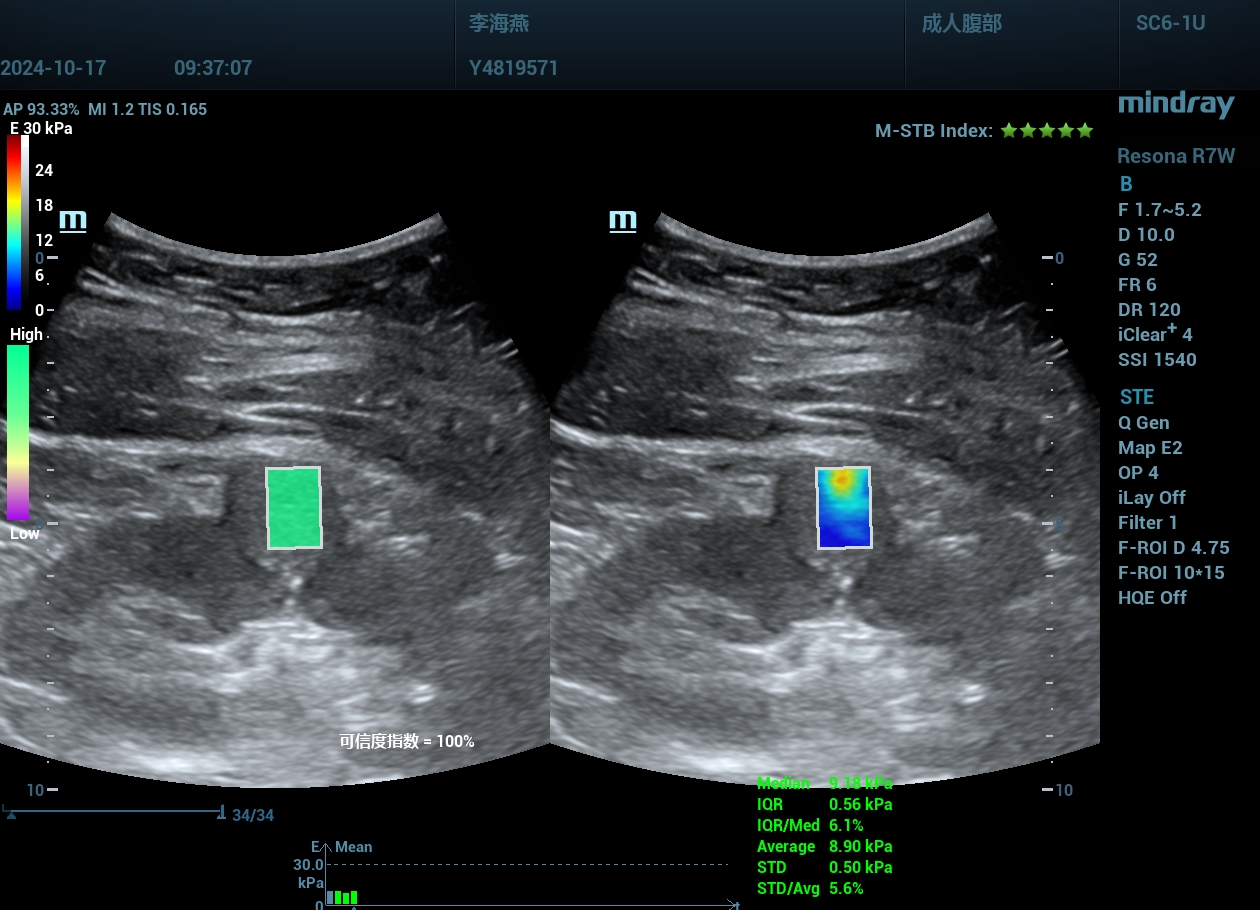 李海燕
成人腹部
SC6-1U
2024-10-17 09:37:07
Y4819571
mindray
AP 93.33% MI 1.2 TIS 0.165
E 30 kPa
24
18
12
6
0
M-STB Index:
Resona R7W
B
F 1.7~5.2
D 10.0
G 52
FR 6
DR 120
iClear+ 4
SSI 1540
STE
Q Gen
Map E2
OP 4
iLay Off
Filter 1
F-ROI D 4.75
F-ROI 10*15
HQE Off
m
m
0
0
High
Low
可信度指数 = 100%
10
10
34/34
Median 9.18 kPa
IQR 0.56 kPa
IQR/Med 6.1%
Average 8.90 kPa
STD 0.50 kPa
STD/Avg 5.6%
E Mean
30.0
kPa
0
t